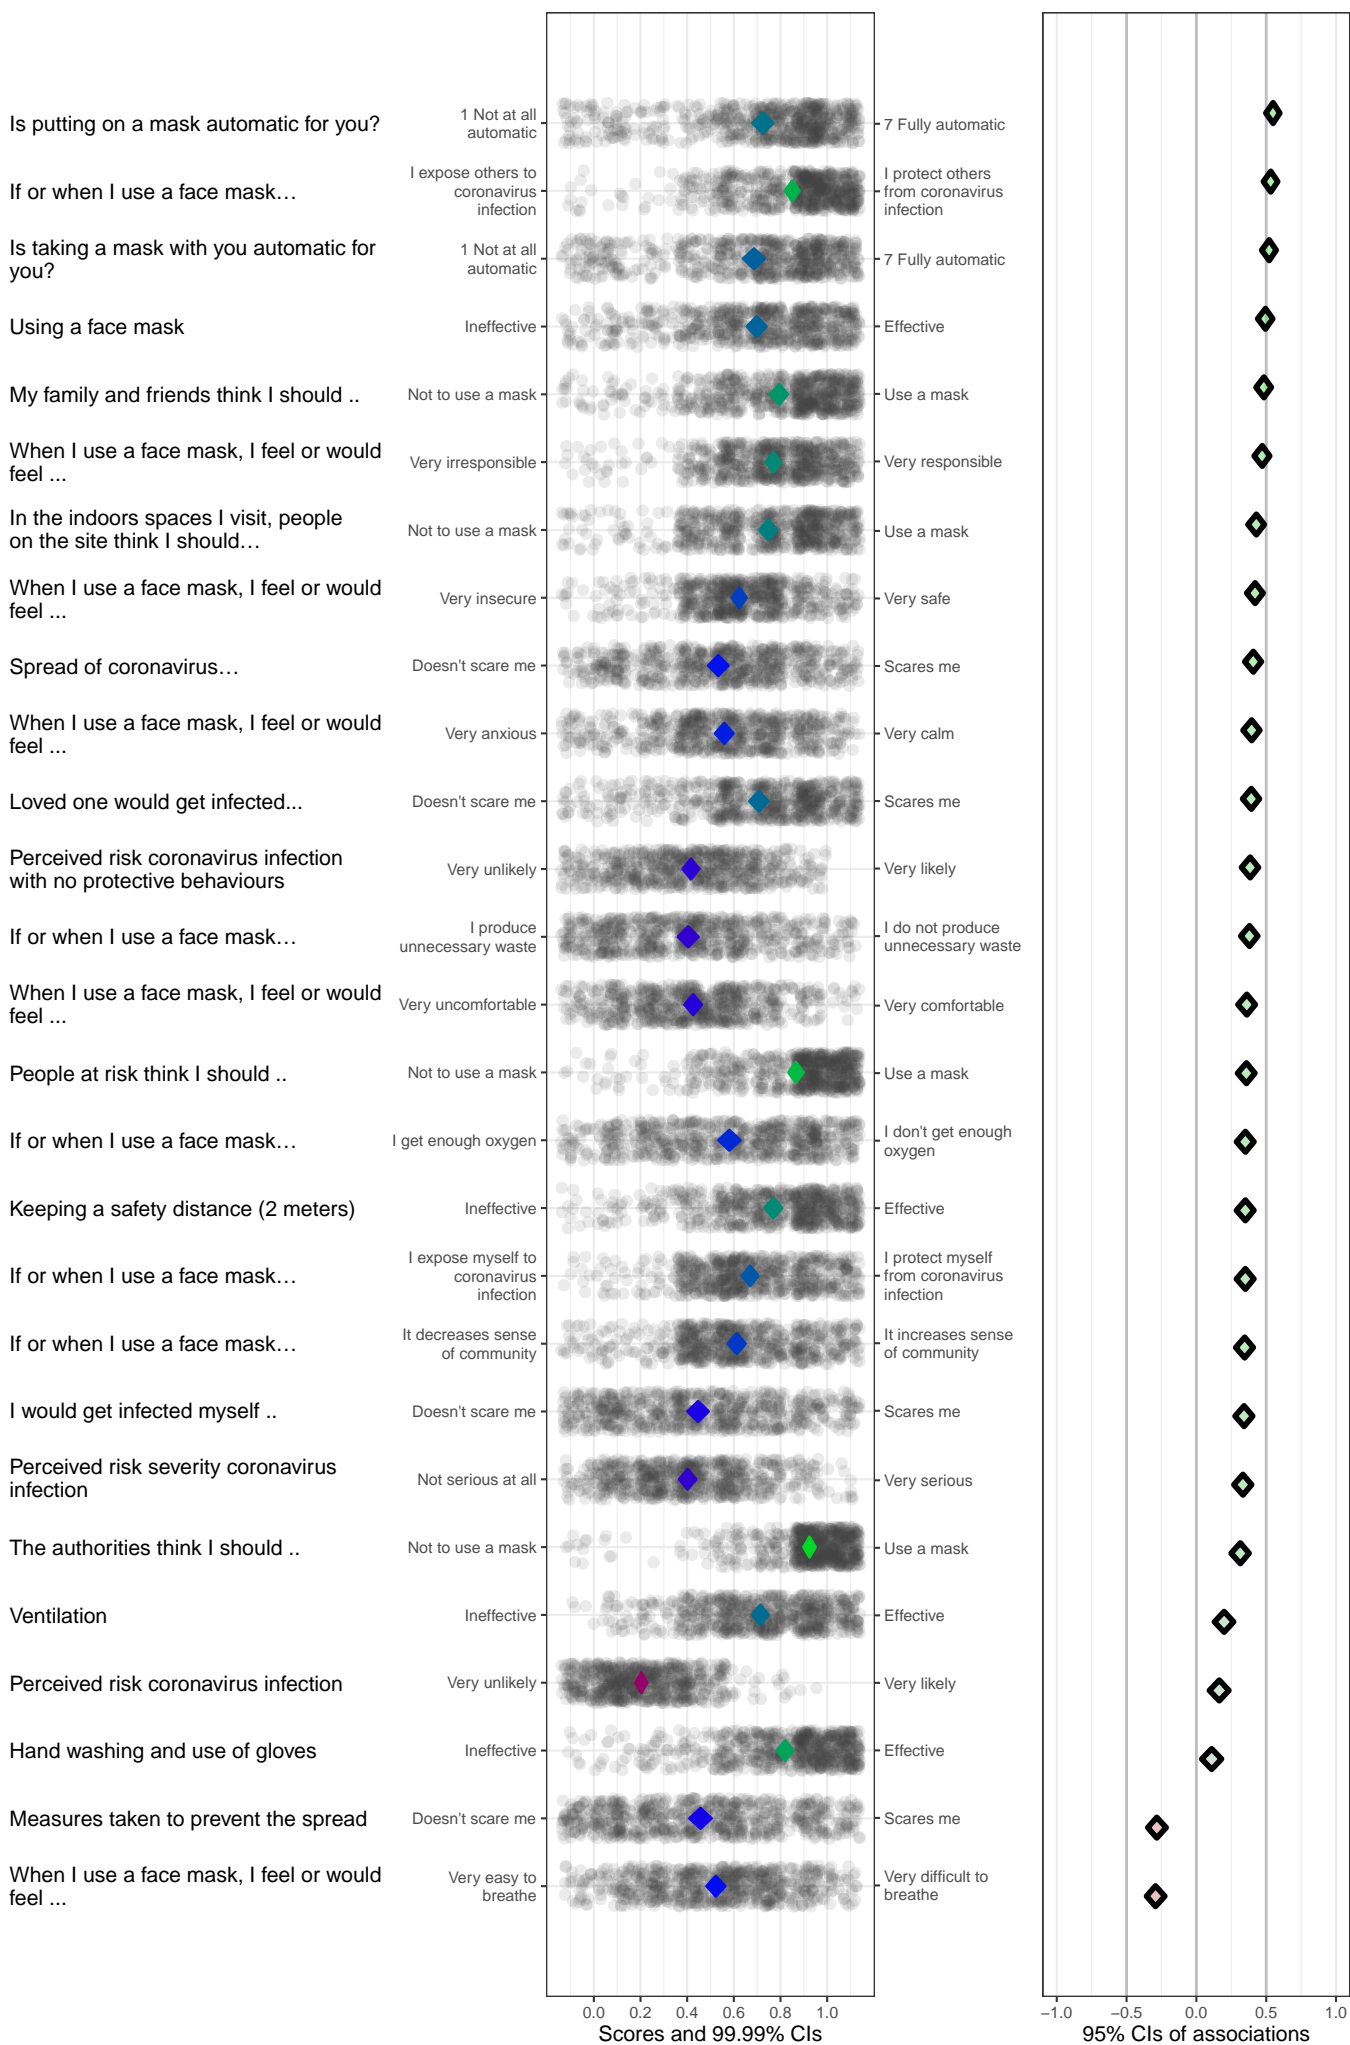 Is putting on a mask automatic for you?
1 Not at all
automatic
7 Fully automatic
If or when I use a face mask…
I expose others to
coronavirus
infection
I protect others
from coronavirus
infection
Is taking a mask with you automatic for
you?
1 Not at all
automatic
7 Fully automatic
Using a face mask
Ineffective
Effective
My family and friends think I should ..
Not to use a mask
Use a mask
When I use a face mask, I feel or would
feel ...
Very irresponsible
Very responsible
In the indoors spaces I visit, people
on the site think I should…
Not to use a mask
Use a mask
When I use a face mask, I feel or would
feel ...
Very insecure
Very safe
Spread of coronavirus…
Doesn't scare me
Scares me
When I use a face mask, I feel or would
feel ...
Very anxious
Very calm
Loved one would get infected...
Doesn't scare me
Scares me
Perceived risk coronavirus infection
with no protective behaviours
Very unlikely
Very likely
If or when I use a face mask…
I produce
unnecessary waste
I do not produce
unnecessary waste
When I use a face mask, I feel or would
feel ...
Very uncomfortable
Very comfortable
People at risk think I should ..
Not to use a mask
Use a mask
If or when I use a face mask…
I get enough oxygen
I don't get enough
oxygen
Keeping a safety distance (2 meters)
Ineffective
Effective
If or when I use a face mask…
I expose myself to
coronavirus
infection
I protect myself
from coronavirus
infection
If or when I use a face mask…
It decreases sense
of community
It increases sense
of community
I would get infected myself ..
Doesn't scare me
Scares me
Perceived risk severity coronavirus
infection
Not serious at all
Very serious
The authorities think I should ..
Not to use a mask
Use a mask
Ventilation
Ineffective
Effective
Perceived risk coronavirus infection
Very unlikely
Very likely
Hand washing and use of gloves
Ineffective
Effective
Measures taken to prevent the spread
Doesn't scare me
Scares me
When I use a face mask, I feel or would
feel ...
Very easy to
breathe
Very difficult to
breathe
0.0 0.2 0.4 0.6 0.8 1.0
Scores and 99.99% CIs
−1.0 −0.5 0.0 0.5 1.0
95% CIs of associations